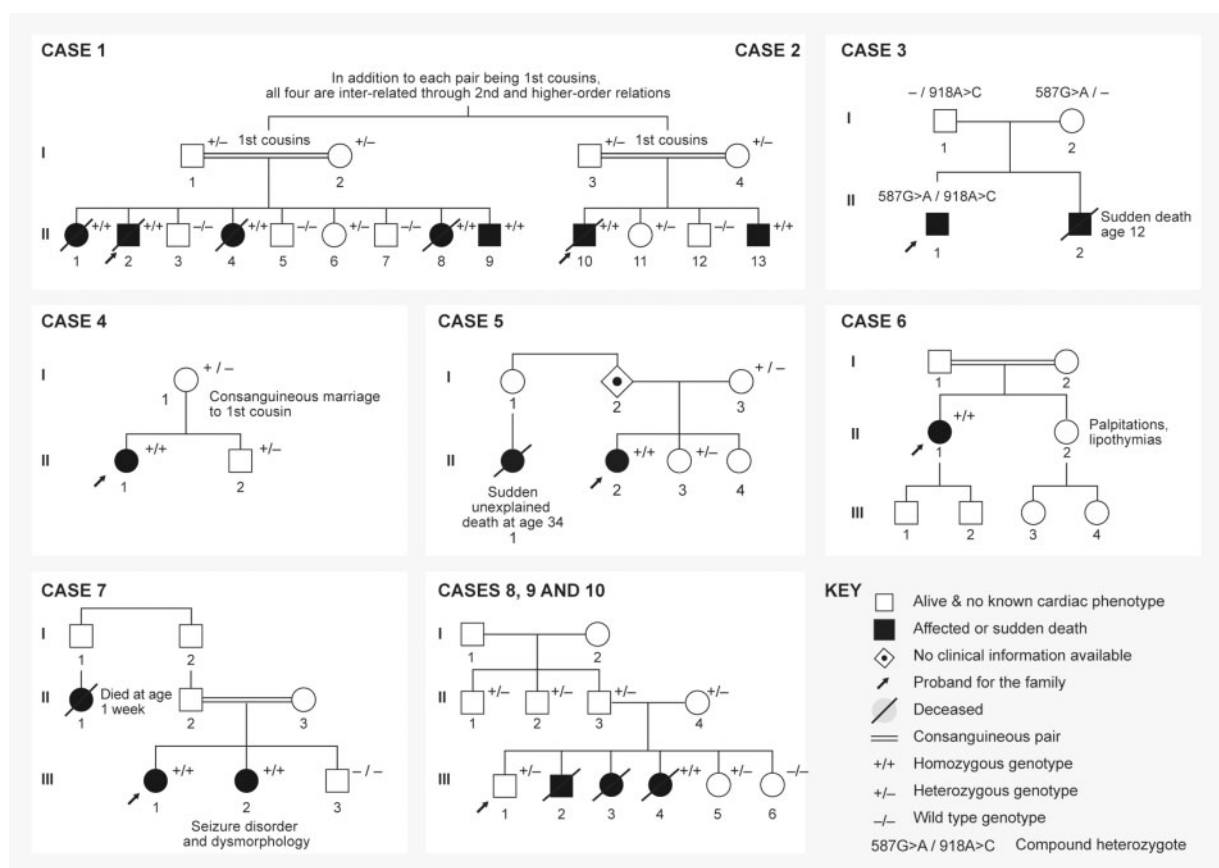 CASE 1
CASE 2
In addition to each pair being 1st cousins,
all four are inter-related through 2nd and higher-order relations
I
+/– 1st cousins +/–
+/– 1st cousins +/–
1 2 3 4
II
+/+ +/+ –/– +/+ –/– +/– –/– +/+ +/+ +/+ +/– –/– +/+
1 2 3 4 5 6 7 8 9 10 11 12 13
CASE 3
– / 918A>C 587G>A / –
I
1 2
587G>A / 918A>C
II
Sudden death
age 12
1 2
CASE 4
I
+ / –
1
Consanguineous marriage
to 1st cousin
II
+/+ +/–
1 2
CASE 5
I
+ / –
1 2 3
II
+/+ +/–
Sudden
unexplained
death at age 34
1
2 3 4
CASE 6
I
1 2
II
+/+
Palpitations,
lipothymias
1 2
III
1 2 3 4
CASE 7
I
1 2
II
Died at age
1 week
1 2 3
III
+/+ +/+ – / –
1 2 3
Seizure disorder
and dysmorphology
CASES 8, 9 AND 10
I
1 2
II
+/– +/– +/– +/–
1 2 3 4
III
+/– +/+ +/– –/–
1 2 3 4 5 6
KEY
Alive & no known cardiac phenotype
Affected or sudden death
No clinical information available
Proband for the family
Deceased
Consanguineous pair
+/+ Homozygous genotype
+/– Heterozygous genotype
–/– Wild type genotype
587G>A / 918A>C Compound heterozygote